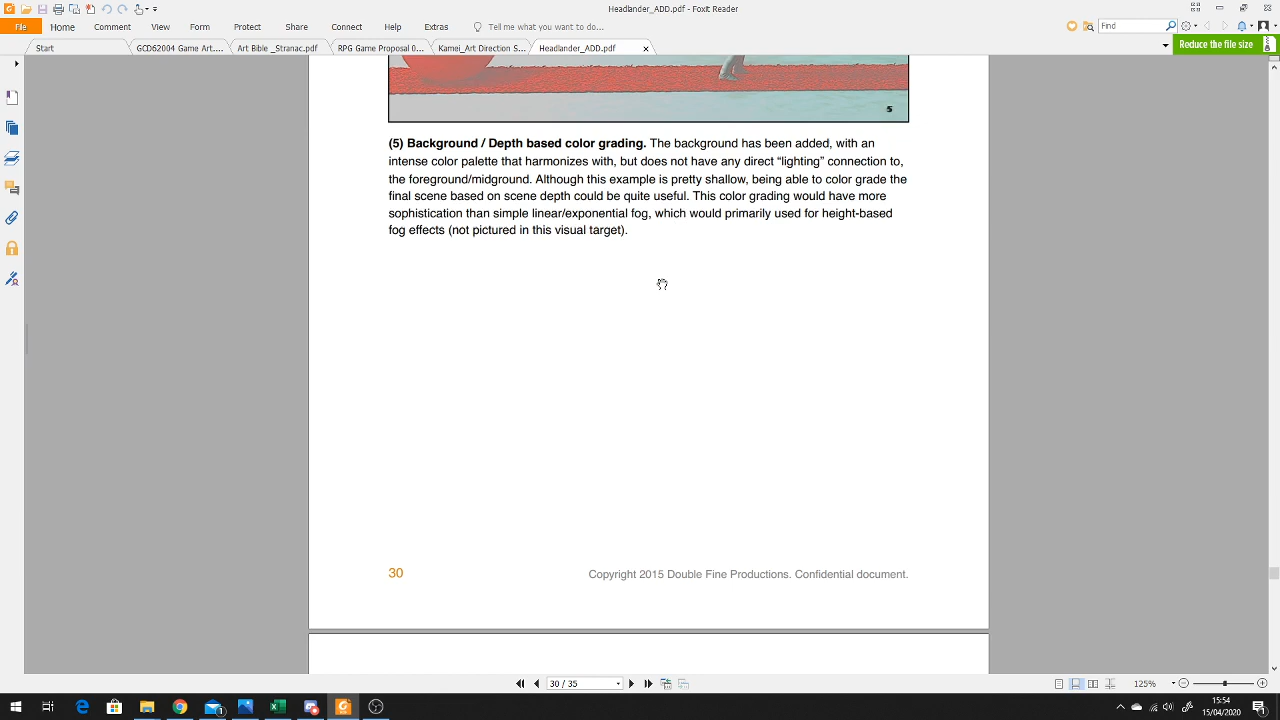 Headlander_ADD.pdf - Foxit Reader
File Home Comment View Form Protect Share Connect Help Extras Tell me what you want to do... Find
Start GCD62004 Game Art.... Art Bible _Stranac.pdf RPG Game Proposal 0... Kamei_Art Direction S... Headlander_ADD.pdf Reduce the file size
5
(5) Background / Depth based color grading. The background has been added, with an
intense color palette that harmonizes with, but does not have any direct “lighting” connection to,
the foreground/midground. Although this example is pretty shallow, being able to color grade the
final scene based on scene depth could be quite useful. This color grading would have more
sophistication than simple linear/exponential fog, which would primarily used for height-based
fog effects (not pictured in this visual target).
30 Copyright 2015 Double Fine Productions. Confidential document.
30 / 35 125%
15:54
15/04/2020